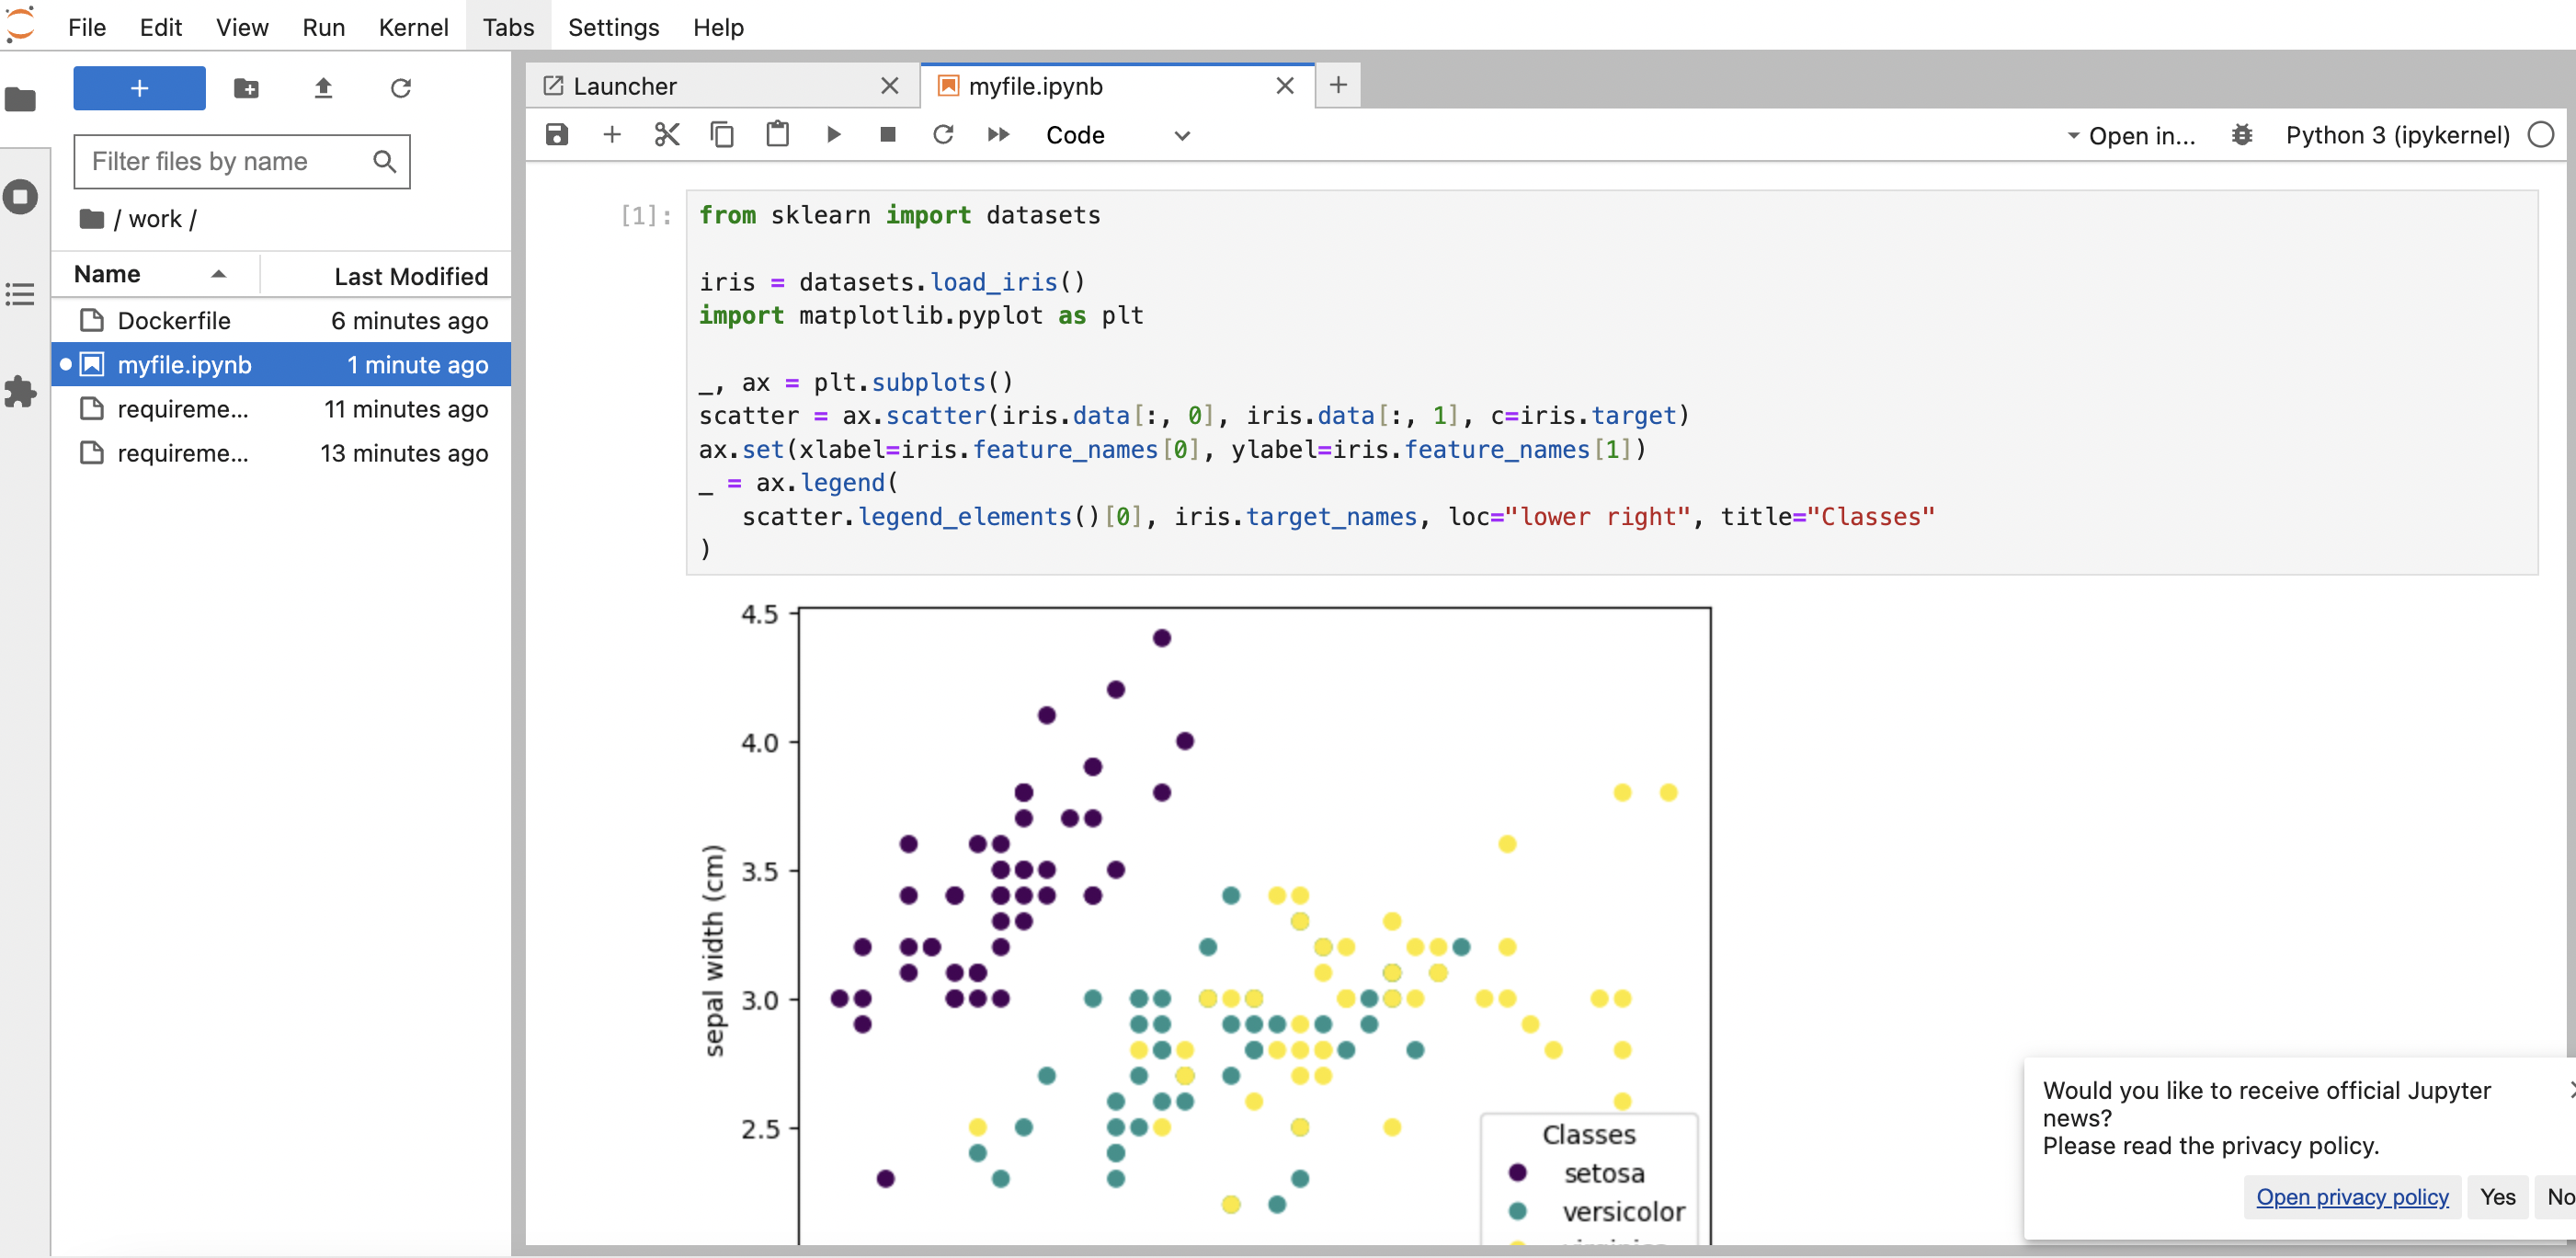 File Edit View Run Kernel Tabs Settings Help
+
Filter files by name
/ work /
Name Last Modified
Dockerfile 6 minutes ago
myfile.ipynb 1 minute ago
requireme... 11 minutes ago
requireme... 13 minutes ago
Launcher myfile.ipynb
Code Open in... Python 3 (ipykernel)
[1]:
from sklearn import datasets
iris = datasets.load_iris()
import matplotlib.pyplot as plt
_, ax = plt.subplots()
scatter = ax.scatter(iris.data[:, 0], iris.data[:, 1], c=iris.target)
ax.set(xlabel=iris.feature_names[0], ylabel=iris.feature_names[1])
_ = ax.legend(
scatter.legend_elements()[0], iris.target_names, loc="lower right", title="Classes"
)
4.5
4.0
3.5
3.0
2.5
sepal width (cm)
Classes
setosa
versicolor
Would you like to receive official Jupyter
news?
Please read the privacy policy.
Open privacy policy Yes No